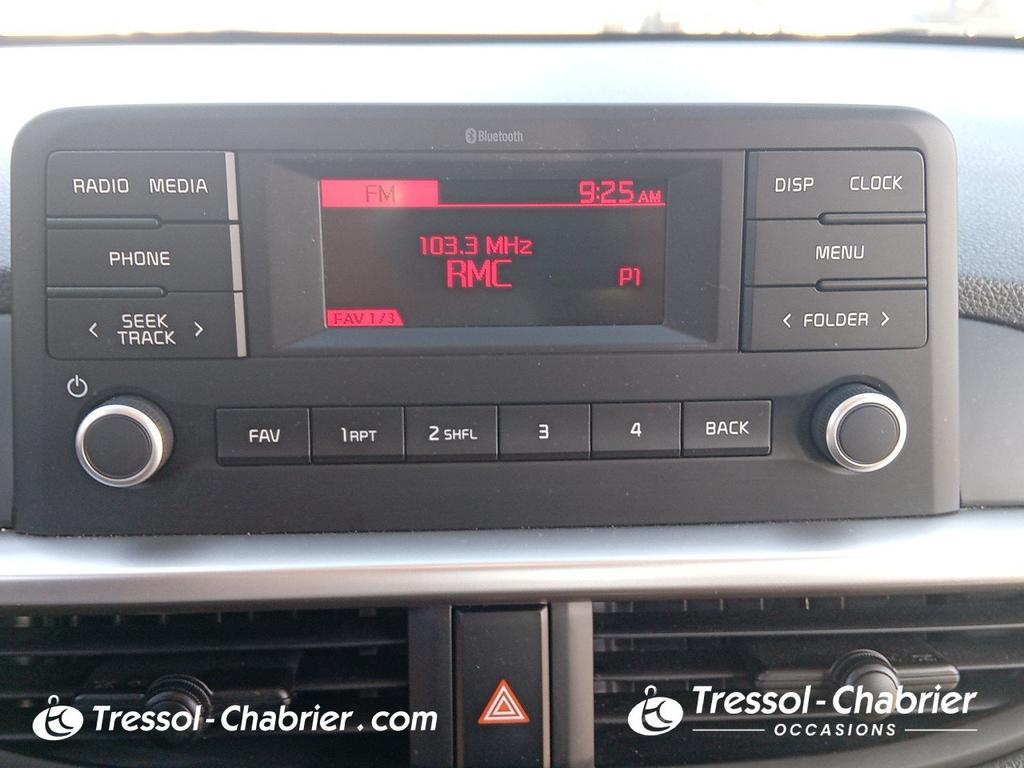 Bluetooth
RADIO MEDIA
PHONE
< SEEK TRACK >
FM 9:25 AM
103.3 MHz
RMC P1
FAV 1/3
DISP CLOCK
MENU
< FOLDER >
FAV 1 RPT 2 SHFL 3 4 BACK
Tressol-Chabrier.com
Tressol-Chabrier
OCCASIONS